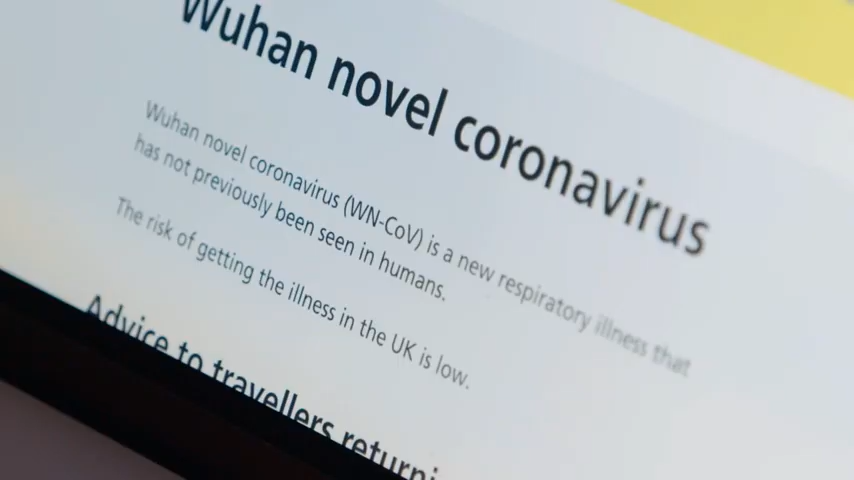 Wuhan novel coronavirus
Wuhan novel coronavirus (WN-CoV) is a new respiratory illness that
has not previously been seen in humans.
The risk of getting the illness in the UK is low.
Advice to travellers